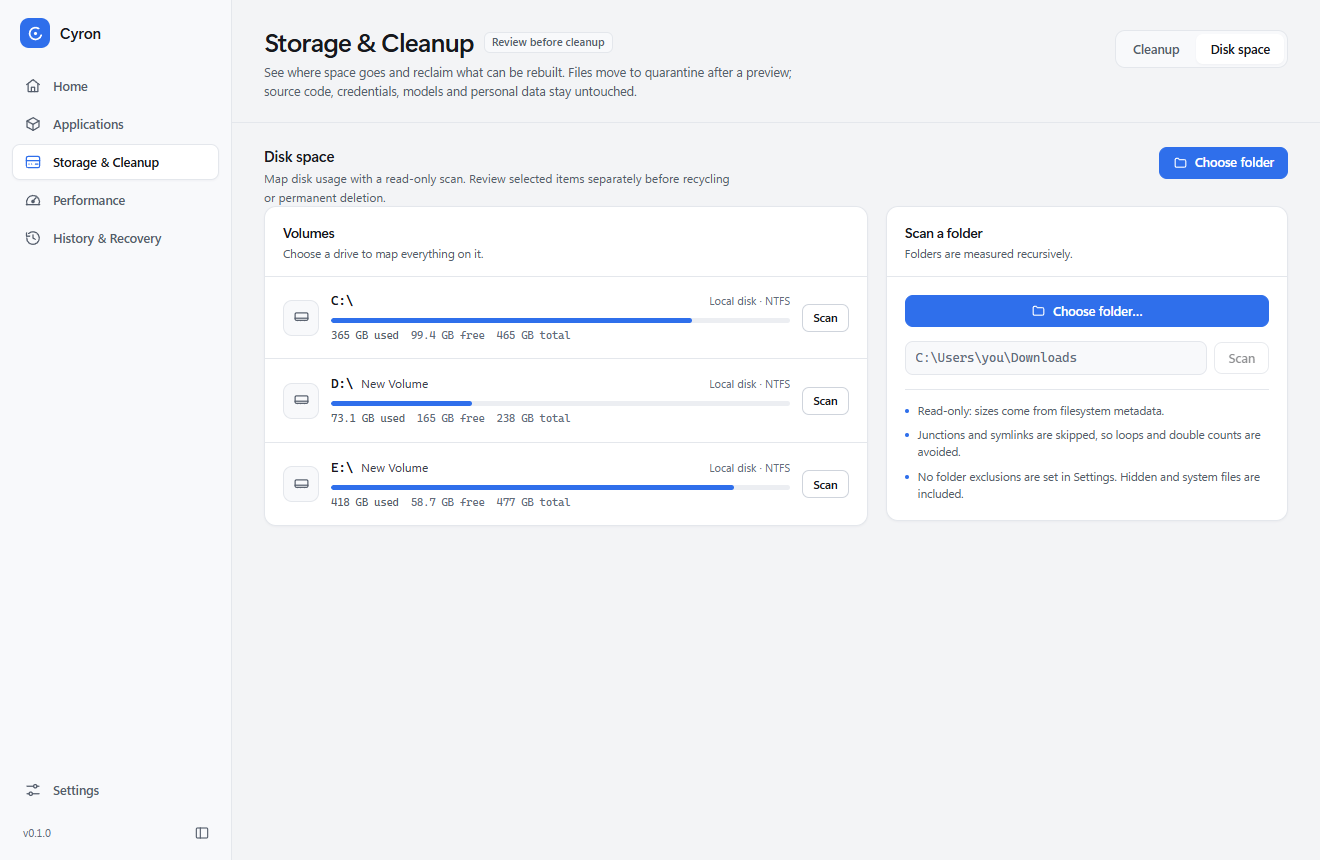 Cyron
Home
Applications
Storage & Cleanup
Performance
History & Recovery
Settings
v0.1.0
Storage & Cleanup
Review before cleanup
See where space goes and reclaim what can be rebuilt. Files move to quarantine after a preview;
source code, credentials, models and personal data stay untouched.
Cleanup
Disk space
Disk space
Map disk usage with a read-only scan. Review selected items separately before recycling
or permanent deletion.
Choose folder
Volumes
Choose a drive to map everything on it.
C:\
Local disk · NTFS
365 GB used 99.4 GB free 465 GB total
Scan
D:\ New Volume
Local disk · NTFS
73.1 GB used 165 GB free 238 GB total
Scan
E:\ New Volume
Local disk · NTFS
418 GB used 58.7 GB free 477 GB total
Scan
Scan a folder
Folders are measured recursively.
Choose folder...
C:\Users\you\Downloads
Scan
Read-only: sizes come from filesystem metadata.
Junctions and symlinks are skipped, so loops and double counts are
avoided.
No folder exclusions are set in Settings. Hidden and system files are
included.